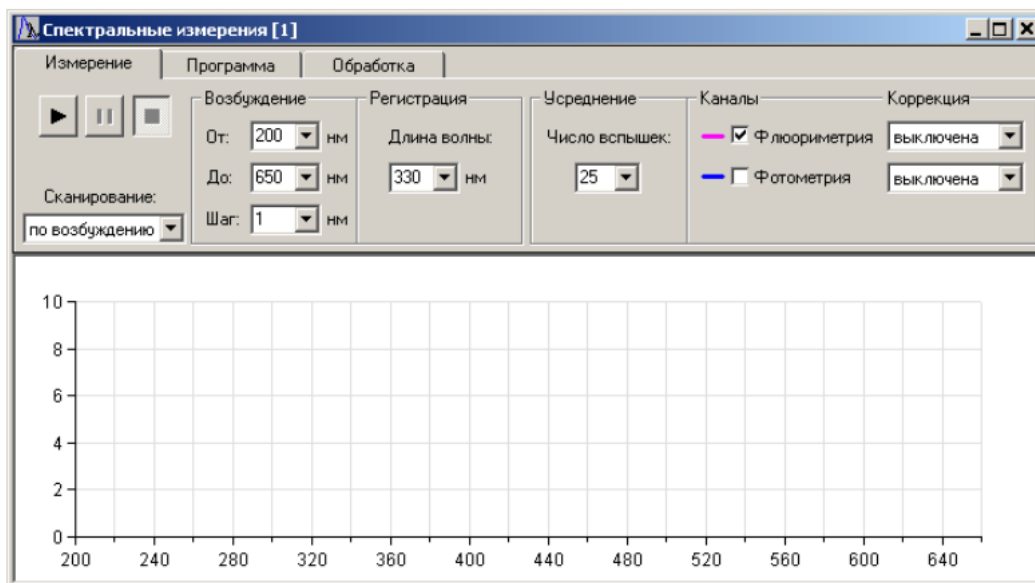 Спектральные измерения [1]
Измерение Программа Обработка
Возбуждение Регистрация Усреднение Каналы Коррекция
От: 200 нм Длина волны: Число вспышек: Флюориметрия выключена
До: 650 нм 330 нм 25 Фотометрия выключена
Сканирование:
Шаг: 1 нм
по возбуждению
10
8
6
4
2
0
200 240 280 320 360 400 440 480 520 560 600 640